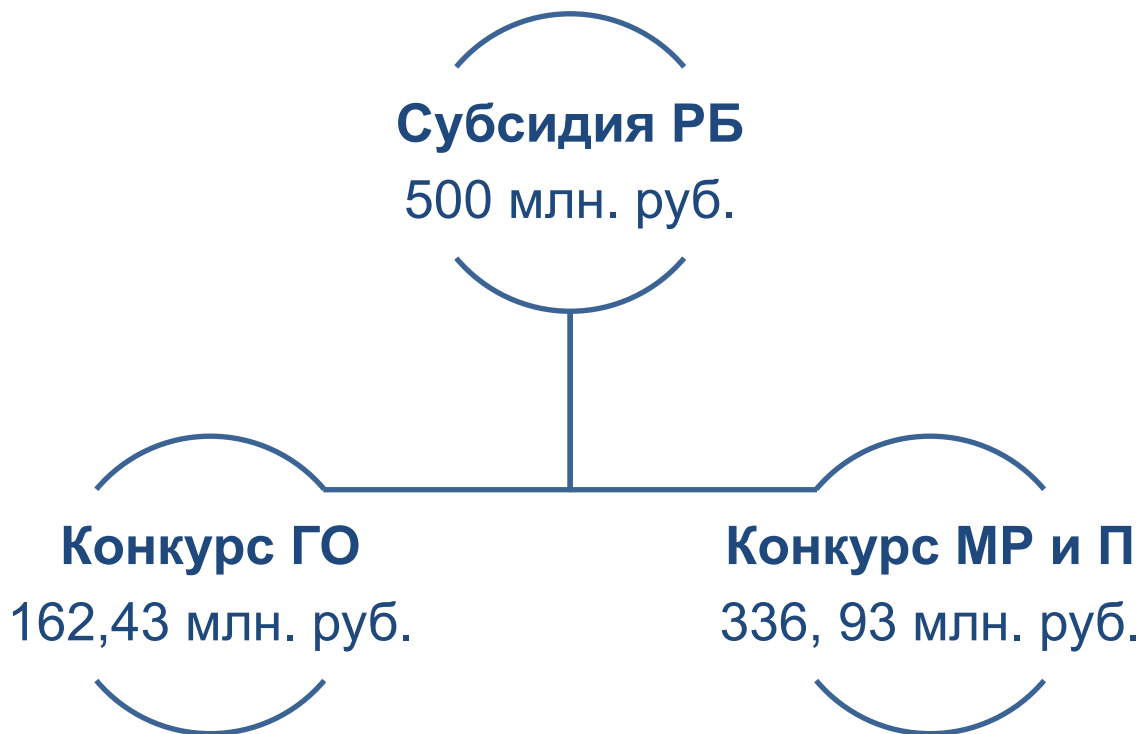 Субсидия РБ
500 млн. руб.
Конкурс ГО
162,43 млн. руб.
Конкурс МР и П
336, 93 млн. руб.